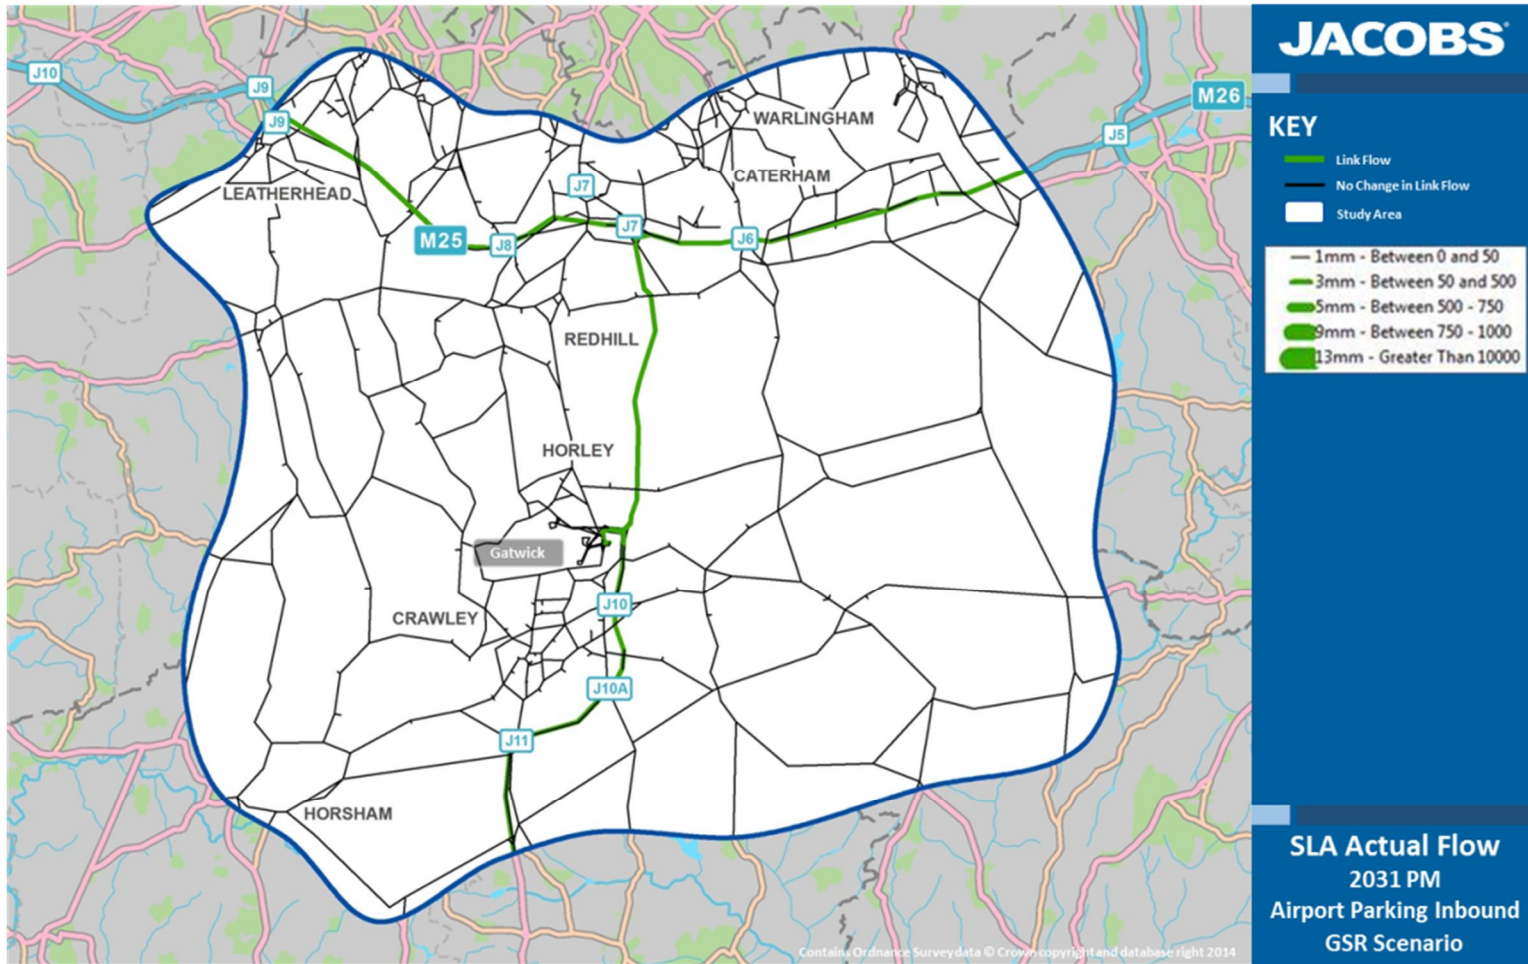 JACOBS
J10
J9
J9
M26
J5
WARLINGHAM
CATERHAM
LEATHERHEAD
J7
M25
J8
J7
J6
REDHILL
HORLEY
Gatwick
CRAWLEY
J10
J10A
J11
HORSHAM
KEY
Link Flow
No Change in Link Flow
Study Area
1mm - Between 0 and 50
3mm - Between 50 and 500
5mm - Between 500 - 750
9mm - Between 750 - 1000
13mm - Greater Than 10000
SLA Actual Flow
2031 PM
Airport Parking Inbound
GSR Scenario
Contains Ordnance Survey data © Crown copyright and database right 2014